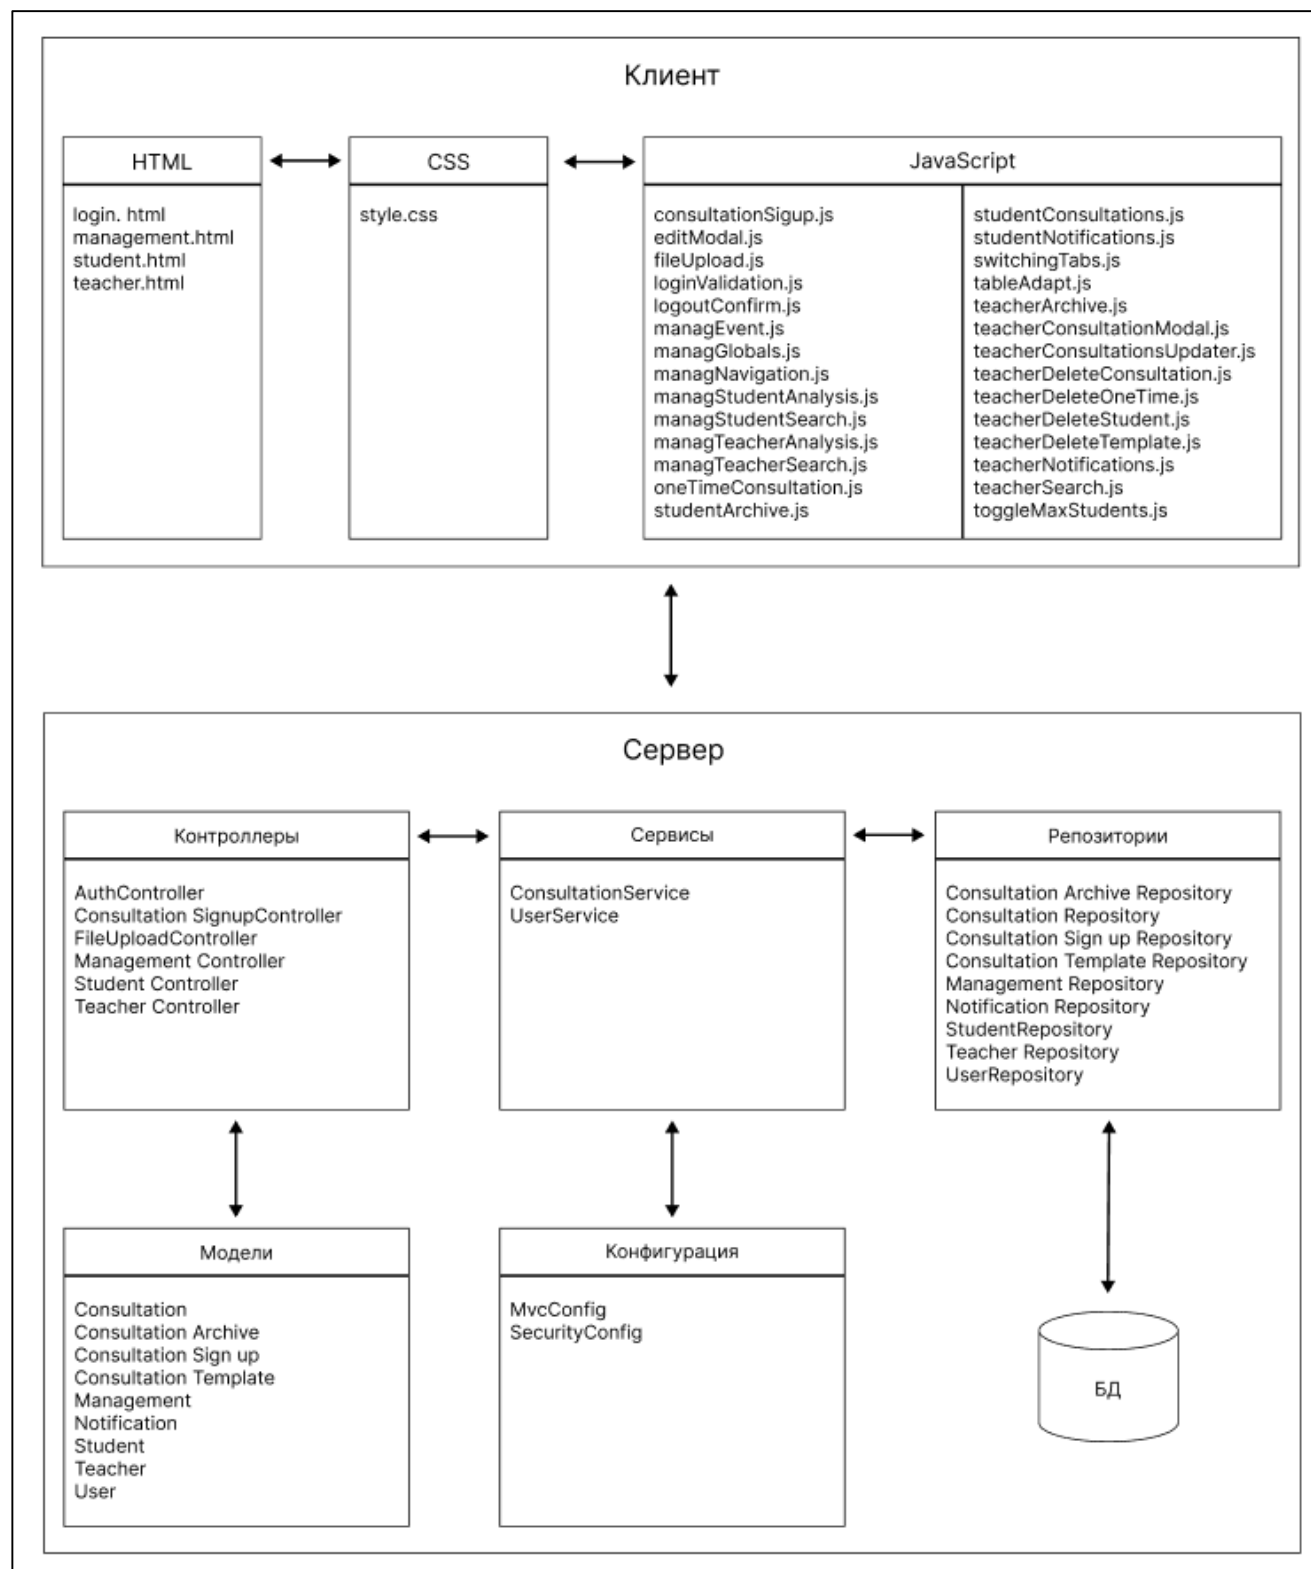 Клиент
HTML
login. html
management.html
student.html
teacher.html
CSS
style.css
JavaScript
consultationSigup.js
editModal.js
fileUpload.js
loginValidation.js
logoutConfirm.js
managEvent.js
managGlobals.js
managNavigation.js
managStudentAnalysis.js
managStudentSearch.js
managTeacherAnalysis.js
managTeacherSearch.js
oneTimeConsultation.js
studentArchive.js
studentConsultations.js
studentNotifications.js
switchingTabs.js
tableAdapt.js
teacherArchive.js
teacherConsultationModal.js
teacherConsultationsUpdater.js
teacherDeleteConsultation.js
teacherDeleteOneTime.js
teacherDeleteStudent.js
teacherDeleteTemplate.js
teacherNotifications.js
teacherSearch.js
toggleMaxStudents.js
Сервер
Контроллеры
AuthController
Consultation SignupController
FileUploadController
Management Controller
Student Controller
Teacher Controller
Сервисы
ConsultationService
UserService
Репозитории
Consultation Archive Repository
Consultation Repository
Consultation Sign up Repository
Consultation Template Repository
Management Repository
Notification Repository
StudentRepository
Teacher Repository
UserRepository
Модели
Consultation
Consultation Archive
Consultation Sign up
Consultation Template
Management
Notification
Student
Teacher
User
Конфигурация
MvcConfig
SecurityConfig
БД